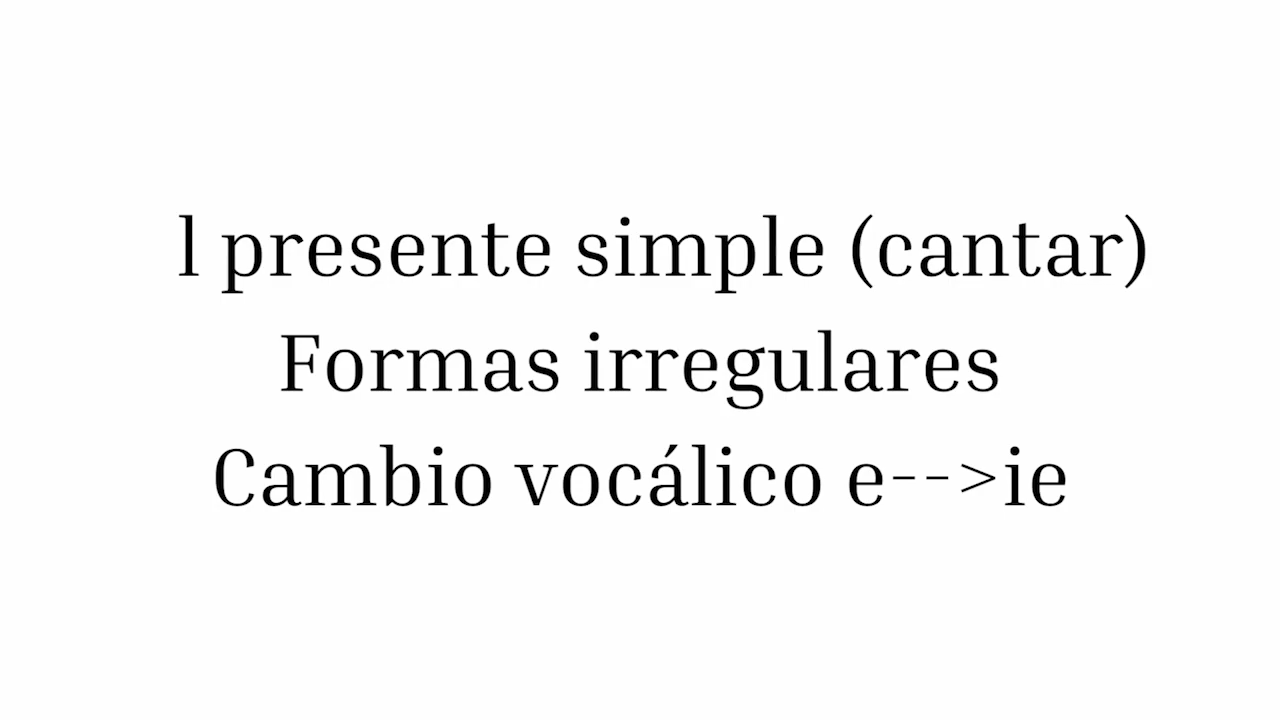 l presente simple (cantar)
Formas irregulares
Cambio vocálico e-->ie